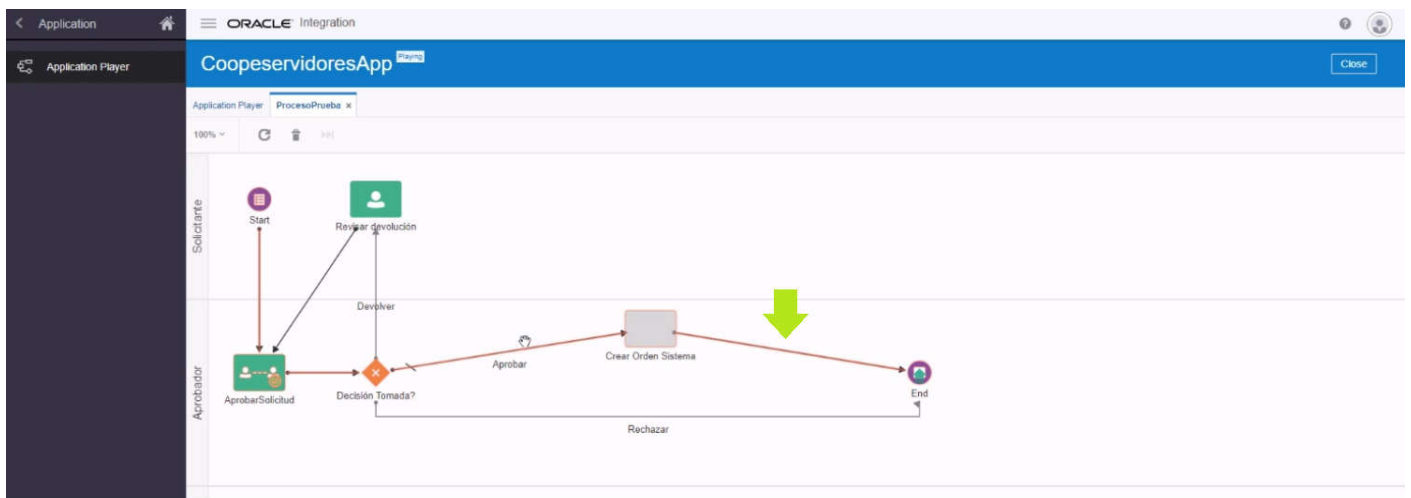 Application
ORACLE Integration
Application Player
CoopeservidoresApp Playing
Close
Application Player ProcesoPrueba ×
100%
Solicitante
Start
Revisar devolución
Devolver
Aprobador
AprobarSolicitud
Decisión Tomada?
Aprobar
Crear Orden Sistema
End
Rechazar